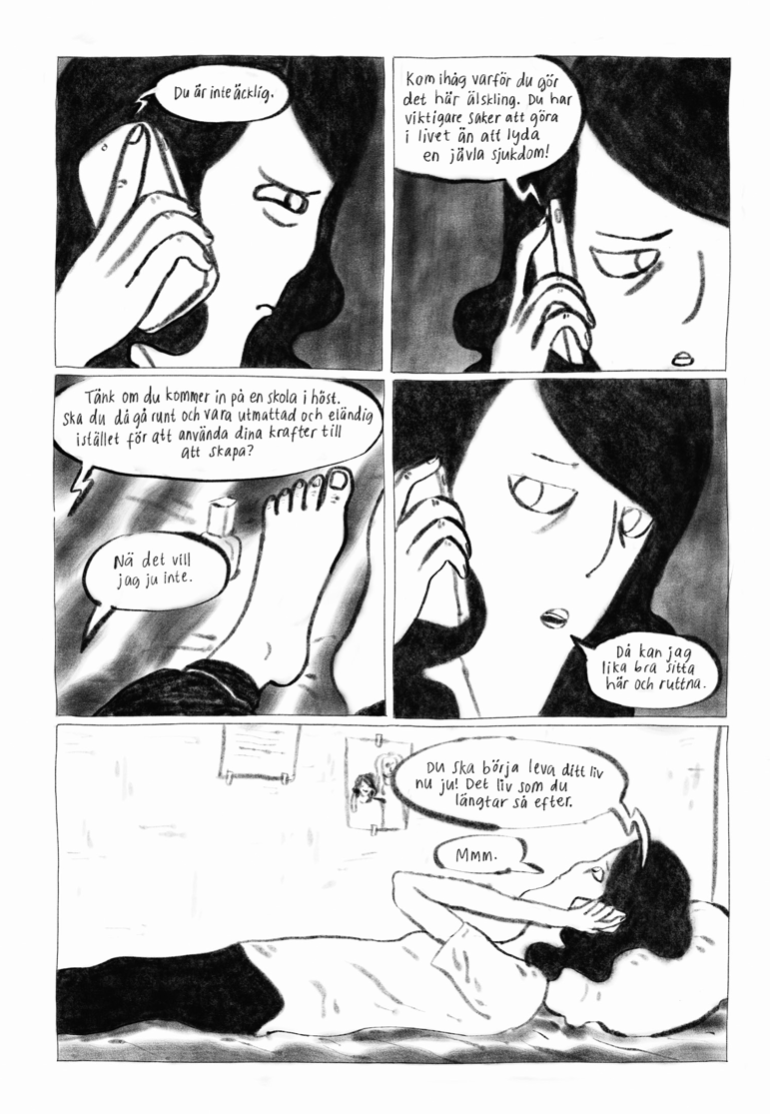 Du är inte äcklig.
Kom ihåg varför du gör
det här älskling. Du har
viktigare saker att göra
i livet än att lyda
en jävla sjukdom!
Tänk om du kommer in på en skola i höst.
Ska du då gå runt och vara utmattad och eländig
istället för att använda dina krafter till
att skapa?
Nä det vill
jag ju inte.
Då kan jag
lika bra sitta
här och ruttna.
Du ska börja leva ditt liv
nu ju! Det liv som du
längtar så efter.
Mmm.